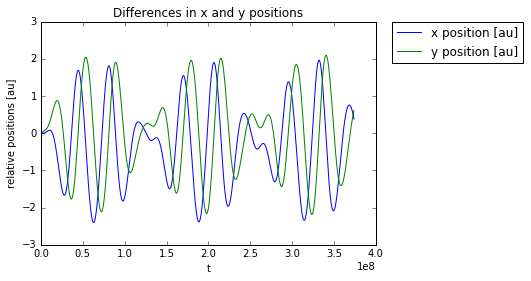 Differences in x and y positions
x position [au]
y position [au]
relative positions [au]
3
2
1
0
−1
−2
−3
0.0 0.5 1.0 1.5 2.0 2.5 3.0 3.5 4.0
1e8
t